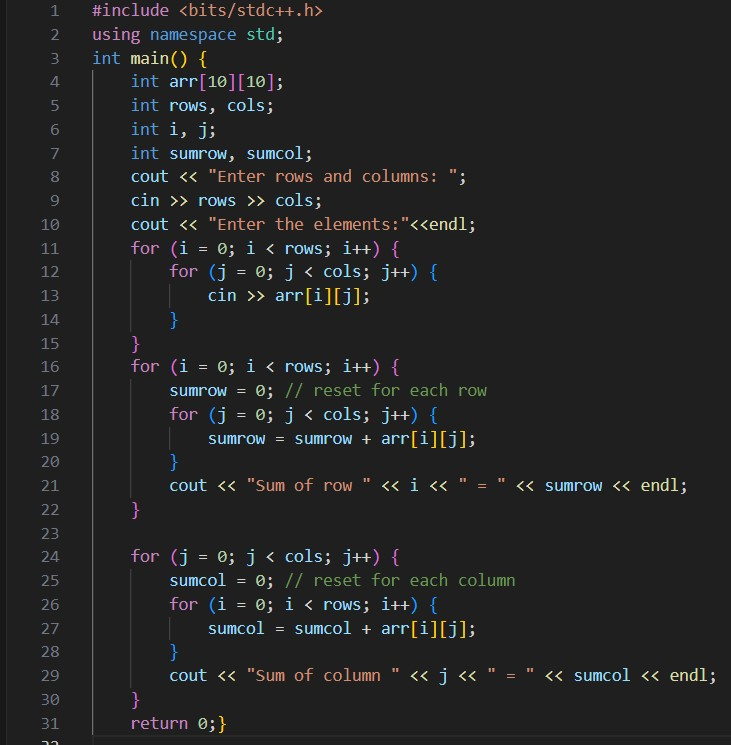 1 #include <bits/stdc++.h>
2 using namespace std;
3 int main() {
4     int arr[10][10];
5     int rows, cols;
6     int i, j;
7     int sumrow, sumcol;
8     cout << "Enter rows and columns: ";
9     cin >> rows >> cols;
10     cout << "Enter the elements:"<<endl;
11     for (i = 0; i < rows; i++) {
12         for (j = 0; j < cols; j++) {
13             cin >> arr[i][j];
14         }
15     }
16     for (i = 0; i < rows; i++) {
17         sumrow = 0; // reset for each row
18         for (j = 0; j < cols; j++) {
19             sumrow = sumrow + arr[i][j];
20         }
21         cout << "Sum of row " << i << " = " << sumrow << endl;
22     }
23
24     for (j = 0; j < cols; j++) {
25         sumcol = 0; // reset for each column
26         for (i = 0; i < rows; i++) {
27             sumcol = sumcol + arr[i][j];
28         }
29         cout << "Sum of column " << j << " = " << sumcol << endl;
30     }
31     return 0;}